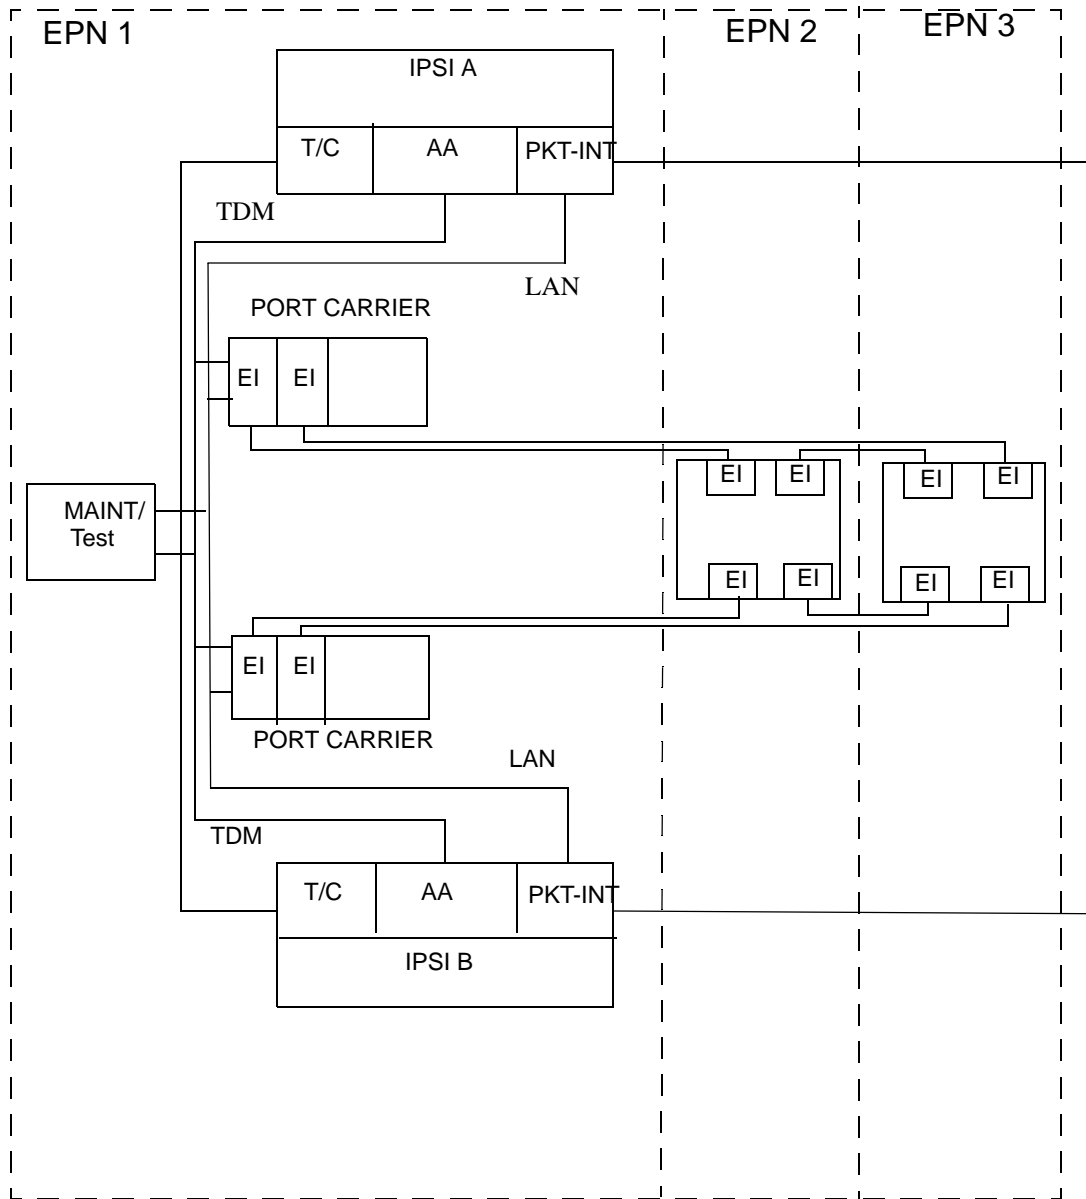 EPN 1
EPN 2
EPN 3
IPSI A
T/C
AA
PKT-INT
TDM
LAN
PORT CARRIER
EI
EI
EI
EI
EI
EI
MAINT/
Test
EI
EI
EI
EI
EI
EI
PORT CARRIER
LAN
TDM
T/C
AA
PKT-INT
IPSI B